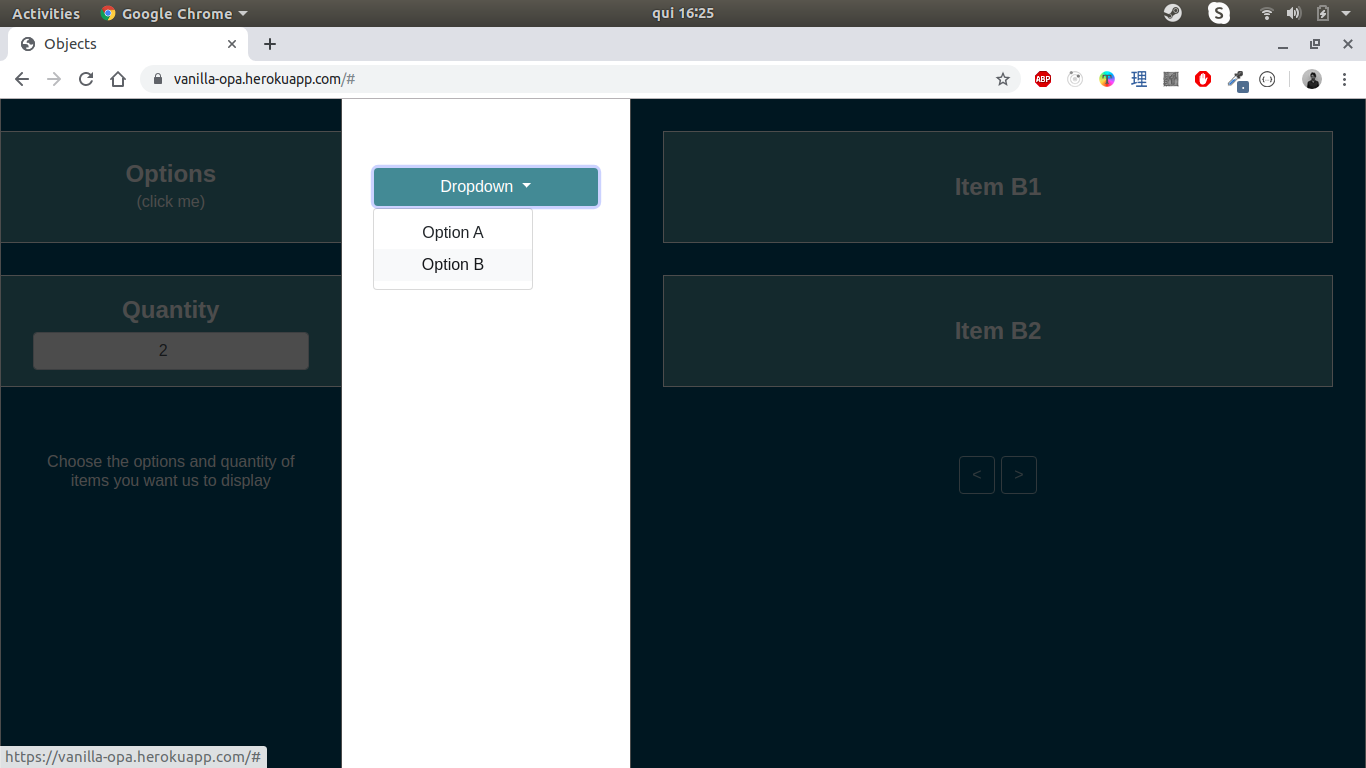 Activities
Google Chrome
qui 16:25
S
Objects
vanilla-opa.herokuapp.com/#
ABP
理
Options
(click me)
Quantity
2
Choose the options and quantity of
items you want us to display
Dropdown
Option A
Option B
Item B1
Item B2
< >
https://vanilla-opa.herokuapp.com/#